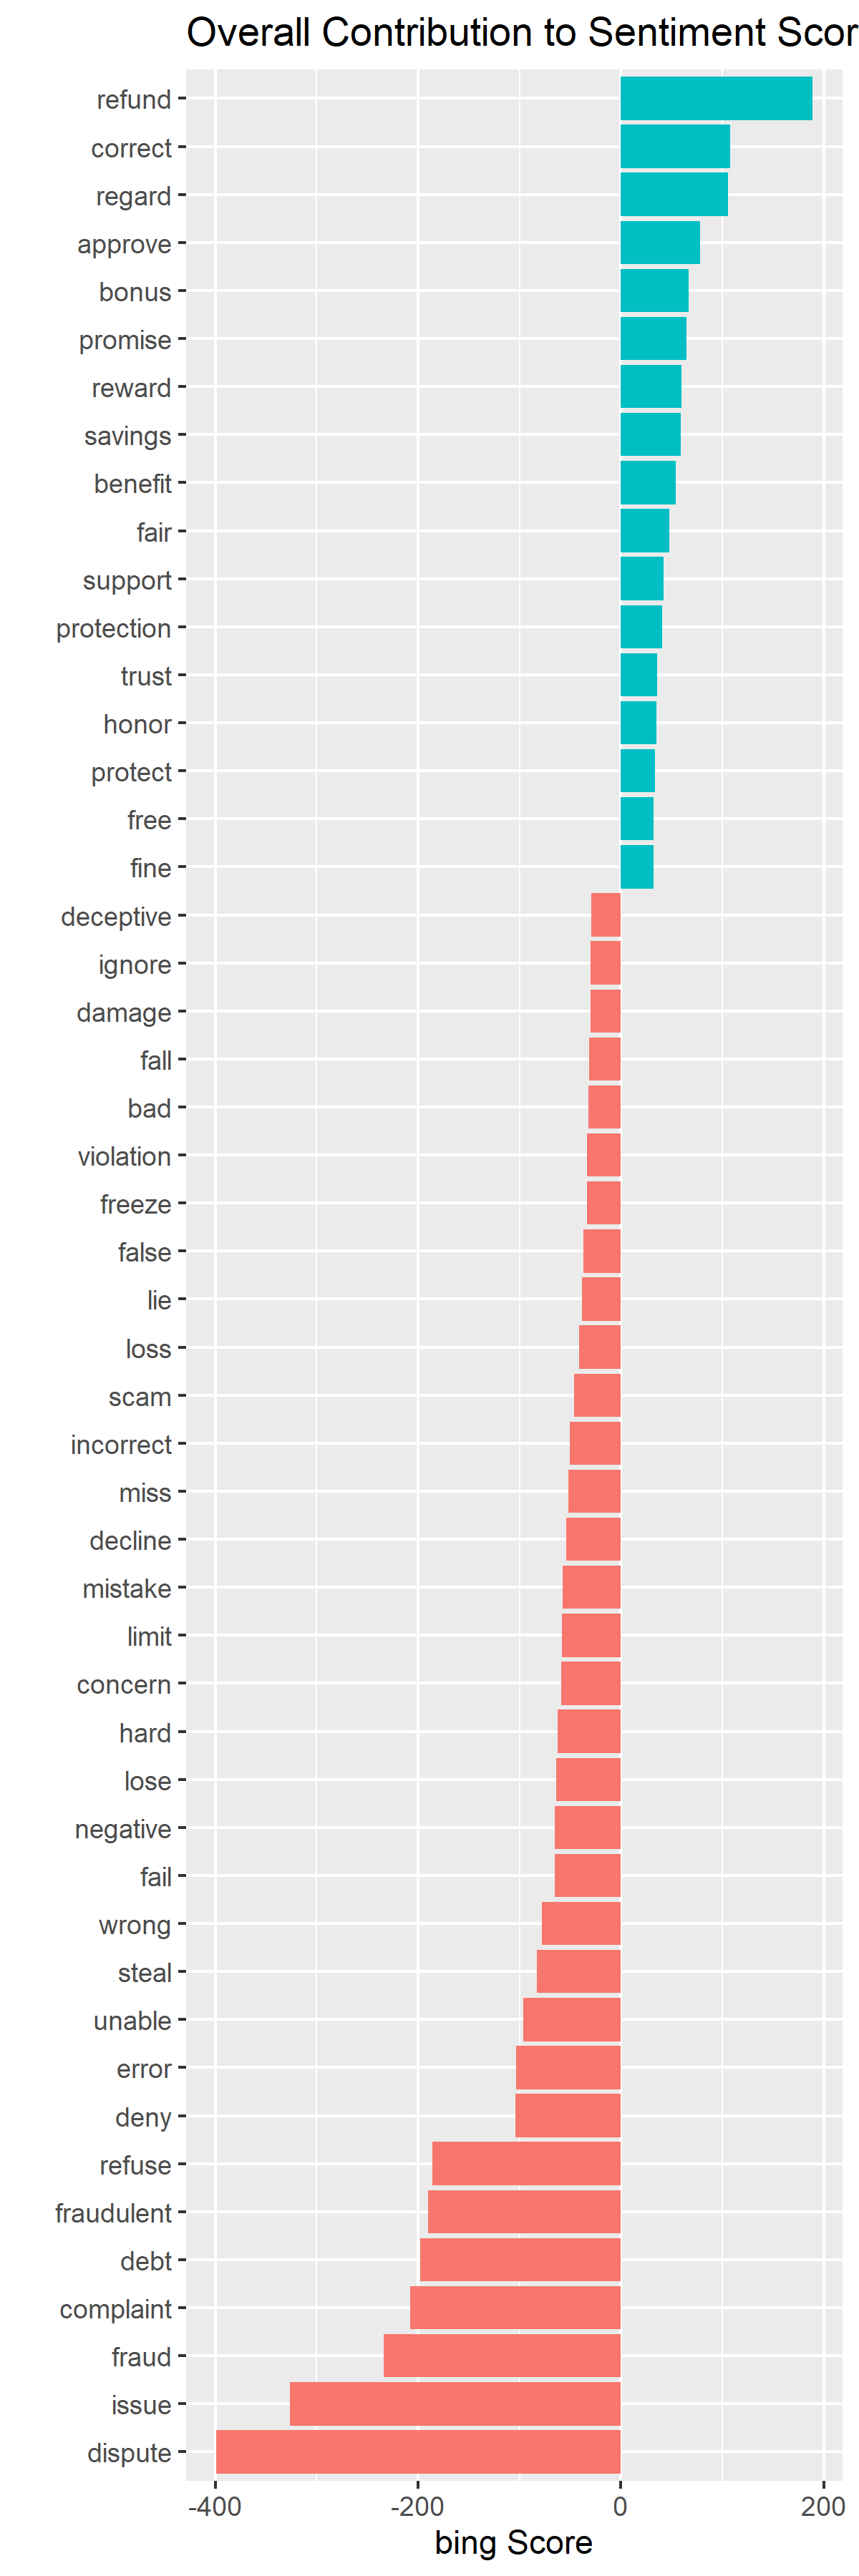 Overall Contribution to Sentiment Scor
refund
correct
regard
approve
bonus
promise
reward
savings
benefit
fair
support
protection
trust
honor
protect
free
fine
deceptive
ignore
damage
fall
bad
violation
freeze
false
lie
loss
scam
incorrect
miss
decline
mistake
limit
concern
hard
lose
negative
fail
wrong
steal
unable
error
deny
refuse
fraudulent
debt
complaint
fraud
issue
dispute
-400 -200 0 200
bing Score